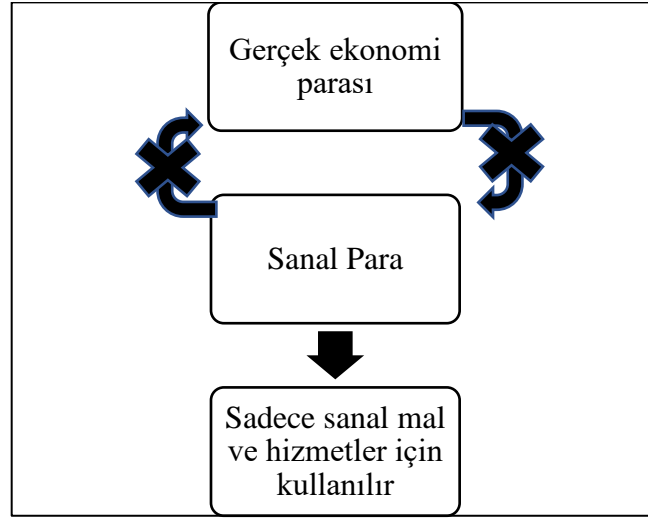 Gerçek ekonomi
parası
Sanal Para
Sadece sanal mal
ve hizmetler için
kullanılır